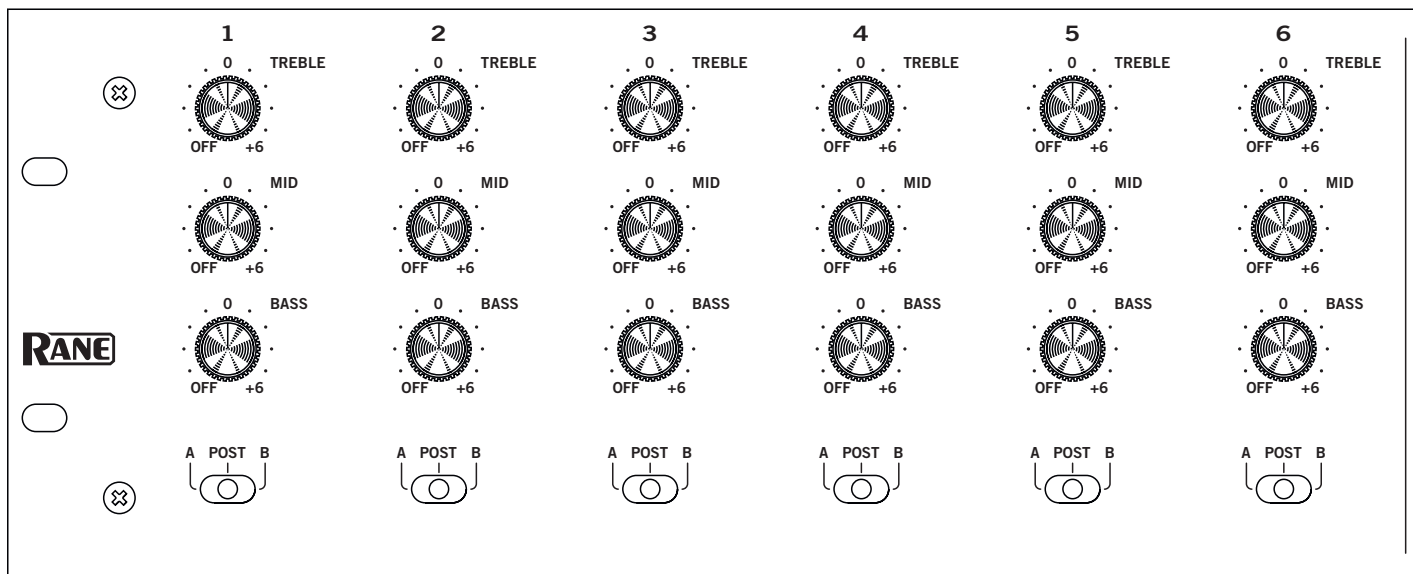 1 2 3 4 5 6
0 TREBLE 0 TREBLE 0 TREBLE 0 TREBLE 0 TREBLE 0 TREBLE
OFF +6 OFF +6 OFF +6 OFF +6 OFF +6 OFF +6
0 MID 0 MID 0 MID 0 MID 0 MID 0 MID
OFF +6 OFF +6 OFF +6 OFF +6 OFF +6 OFF +6
0 BASS 0 BASS 0 BASS 0 BASS 0 BASS 0 BASS
RANE
OFF +6 OFF +6 OFF +6 OFF +6 OFF +6 OFF +6
A POST B A POST B A POST B A POST B A POST B A POST B